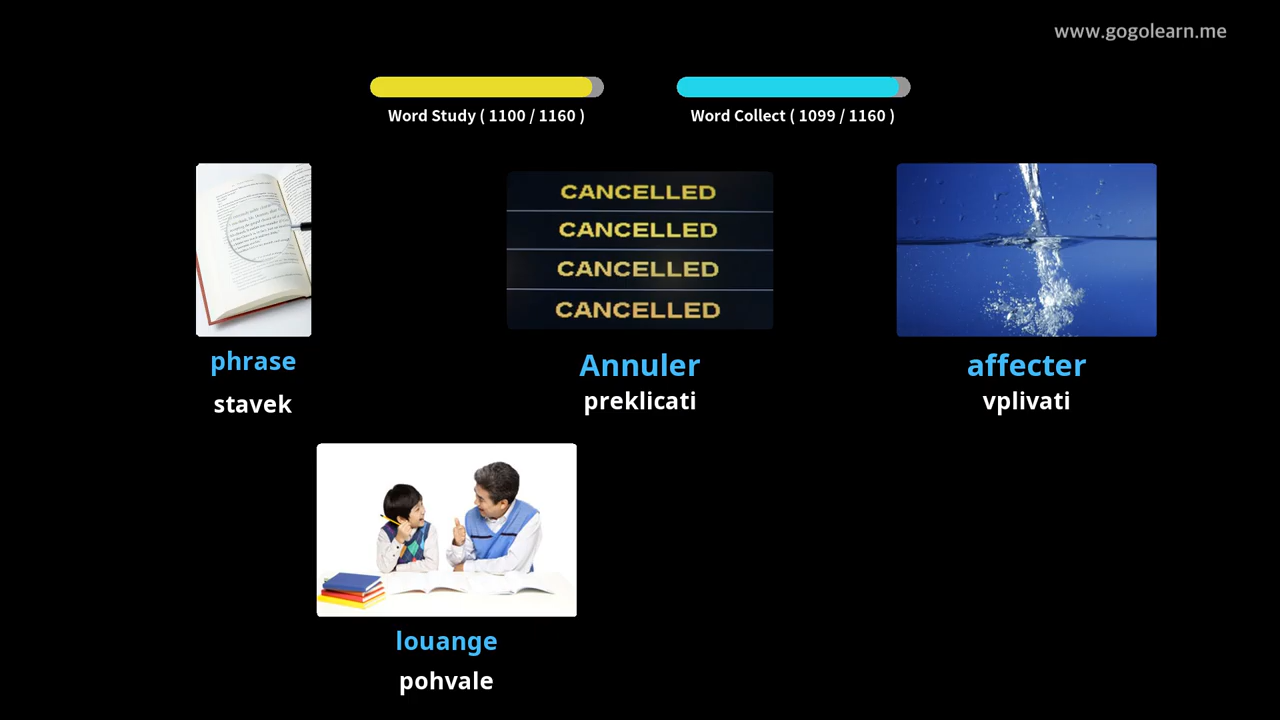 www.gogolearn.me
Word Study ( 1100 / 1160 )
Word Collect ( 1099 / 1160 )
CANCELLED
CANCELLED
CANCELLED
CANCELLED
phrase
stavek
Annuler
preklicati
affecter
vplivati
louange
pohvale